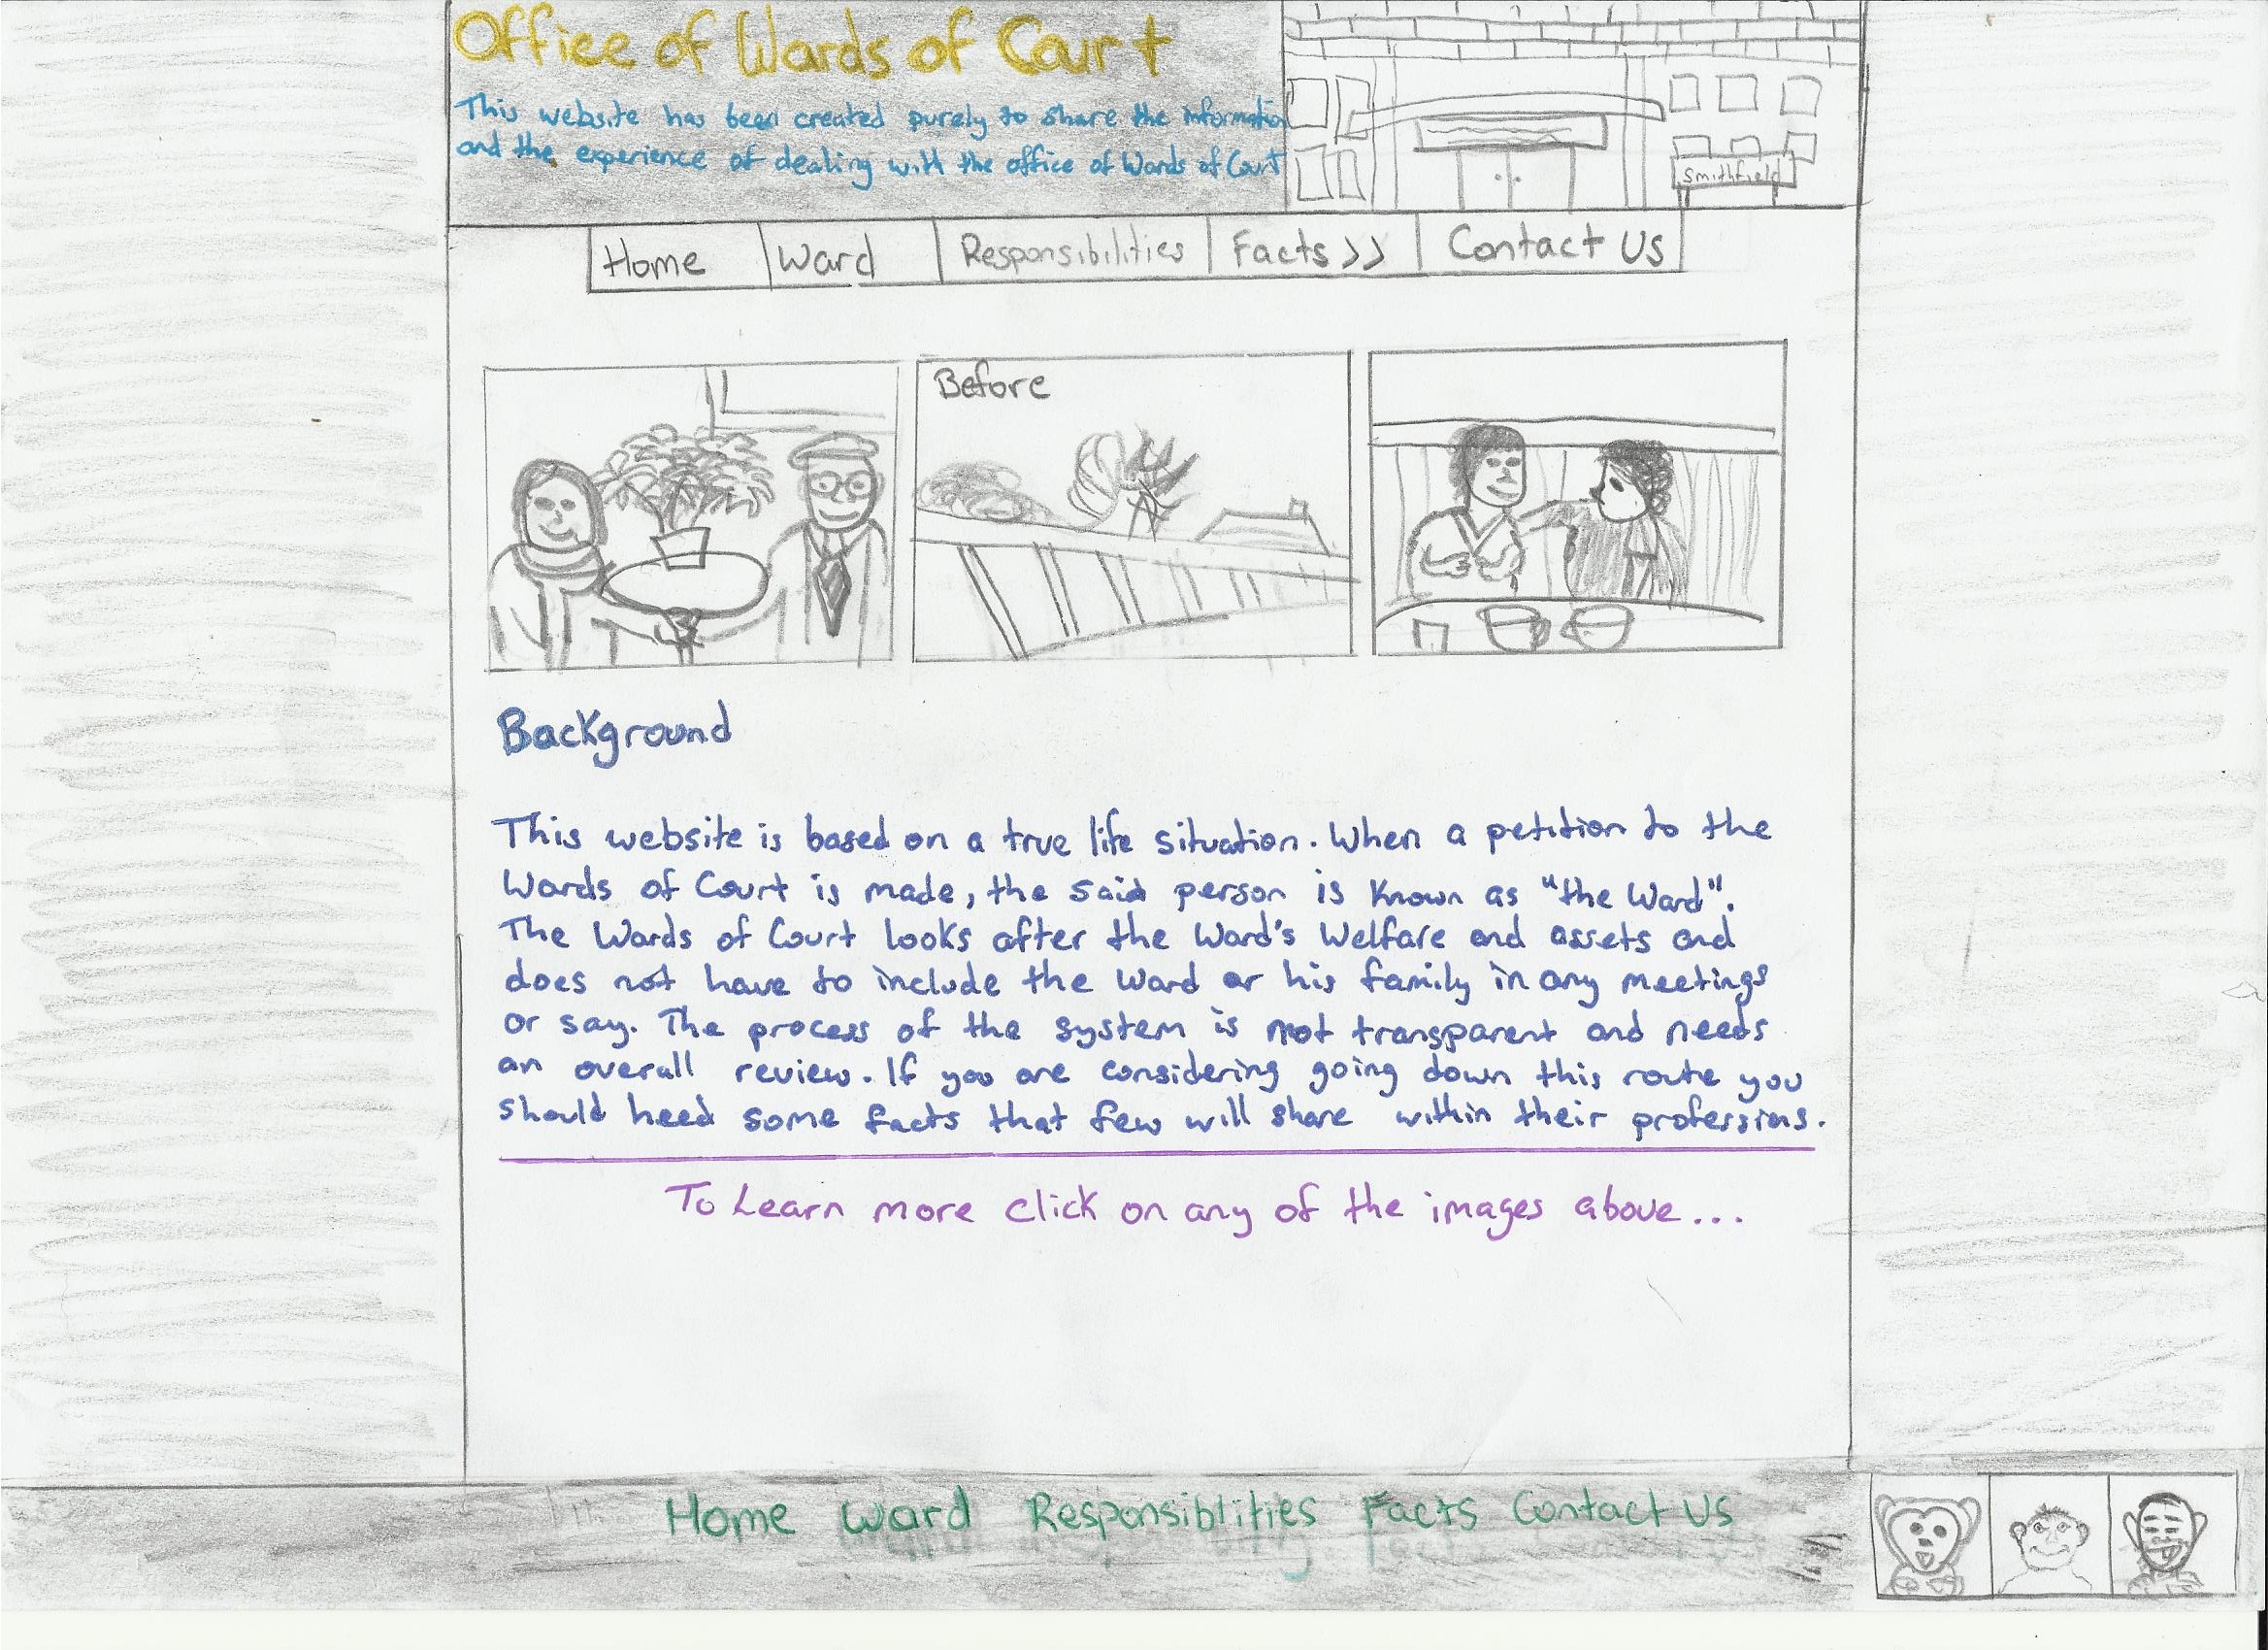 Office of Wards of Court
This website has been created purely to share the information
and the experience of dealing with the office of Wards of Court
Smithfield
Home Ward Responsibilities Facts >> Contact Us
Before
Background
This website is based on a true life situation. When a petition to the
Wards of Court is made, the said person is known as "the Ward".
The Wards of Court looks after the Ward's Welfare and assets and
does not have to include the Ward or his family in any meetings
or say. The process of the system is not transparent and needs
an overall review. If you are considering going down this route you
should heed some facts that few will share within their professions.
To Learn more click on any of the images above...
Home Ward Responsiblities Facts Contact Us